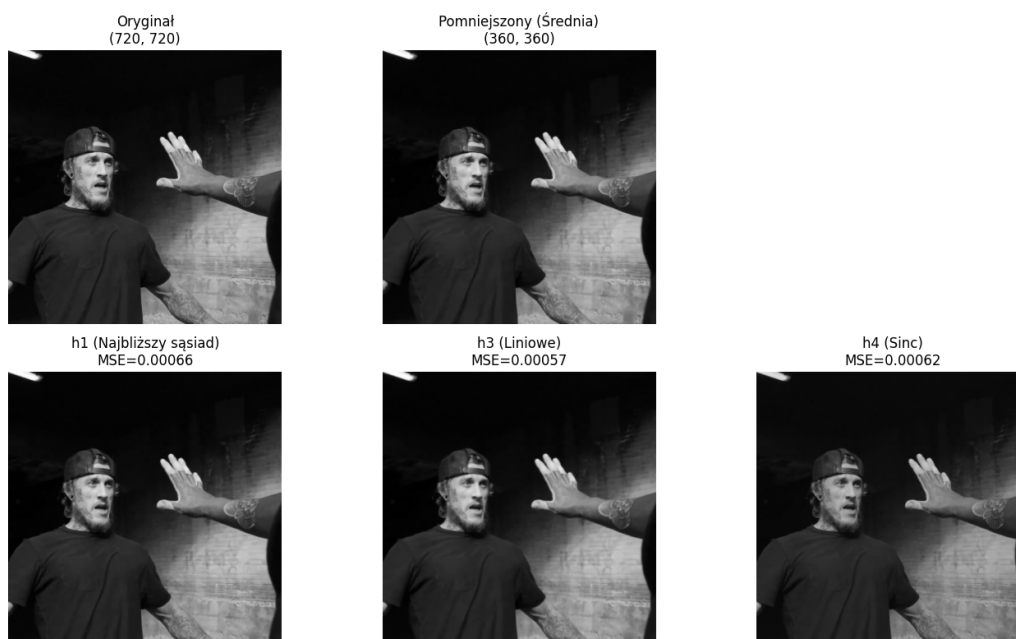 Oryginał
(720, 720)
Pomniejszony (Średnia)
(360, 360)
h1 (Najbliższy sąsiad)
MSE=0.00066
h3 (Liniowe)
MSE=0.00057
h4 (Sinc)
MSE=0.00062